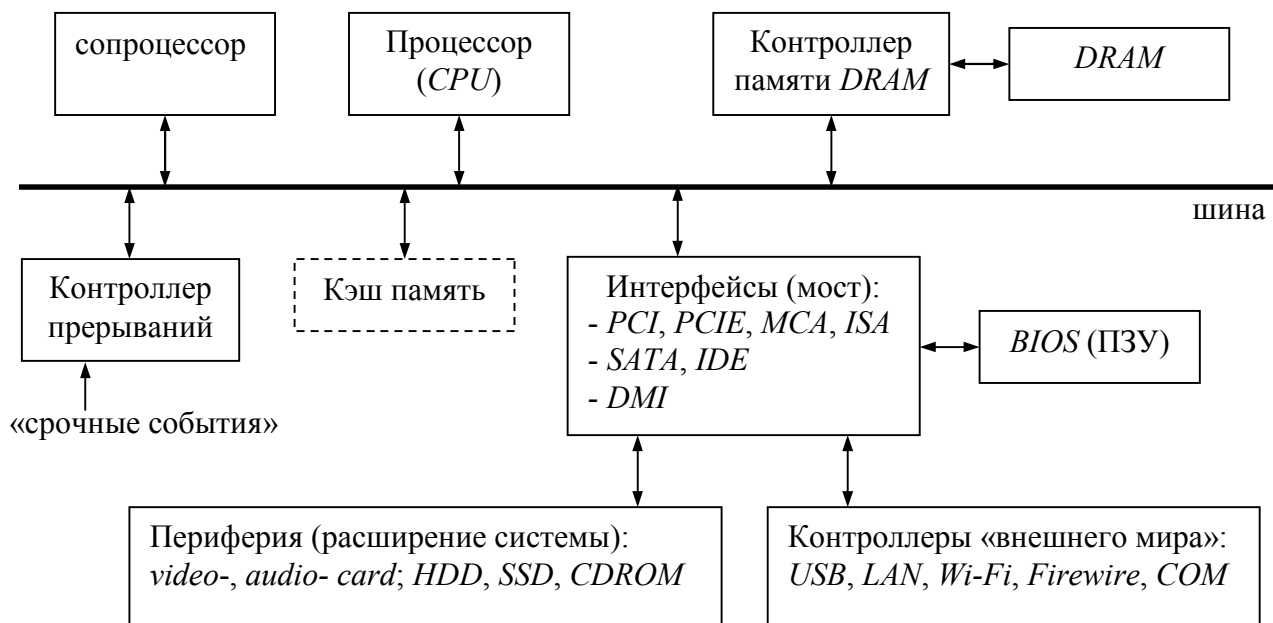 сопроцессор
Процессор
(CPU)
Контроллер
памяти DRAM
DRAM
шина
Контроллер
прерываний
«срочные события»
Кэш память
Интерфейсы (мост):
- PCI, PCIE, MCA, ISA
- SATA, IDE
- DMI
BIOS (ПЗУ)
Периферия (расширение системы):
video-, audio- card; HDD, SSD, CDROM
Контроллеры «внешнего мира»:
USB, LAN, Wi-Fi, Firewire, COM